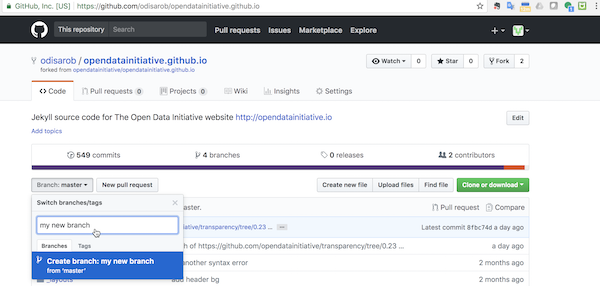 GitHub, Inc. [US] https://github.com/odisarob/opendatainitiative.github.io
This repository Search Pull requests Issues Marketplace Explore
odisarob / opendatainitiative.github.io
forked from opendatainitiative/opendatainitiative.github.io
Watch 0 Star 0 Fork 2
Code Pull requests 0 Projects 0 Wiki Insights Settings
Jekyll source code for The Open Data Initiative website http://opendatainitiative.io Edit
Add topics
549 commits 4 branches 0 releases 2 contributors
Branch: master New pull request Create new file Upload files Find file Clone or download
Switch branches/tags
master. Pull request Compare
my new branch
iative/transparency/tree/0.23 ... Latest commit 8fbc74d a day ago
Branches Tags
h of https://github.com/opendatainitiative/transparency/tree/0.23 ... a day ago
Create branch: my new branch
from 'master'
another syntax error 2 months ago
_layouts add header bg 2 months ago